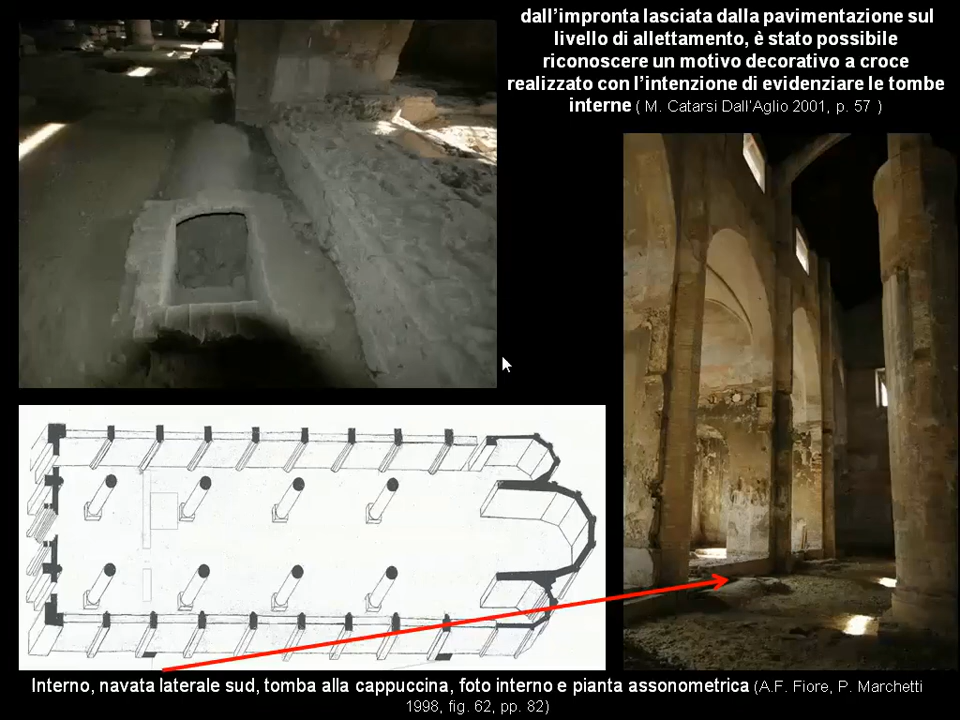 dall'impronta lasciata dalla pavimentazione sul
livello di allettamento, è stato possibile
riconoscere un motivo decorativo a croce
realizzato con l'intenzione di evidenziare le tombe
interne ( M. Catarsi Dall'Aglio 2001, p. 57 )
Interno, navata laterale sud, tomba alla cappuccina, foto interno e pianta assonometrica (A.F. Fiore, P. Marchetti
1998, fig. 62, pp. 82)